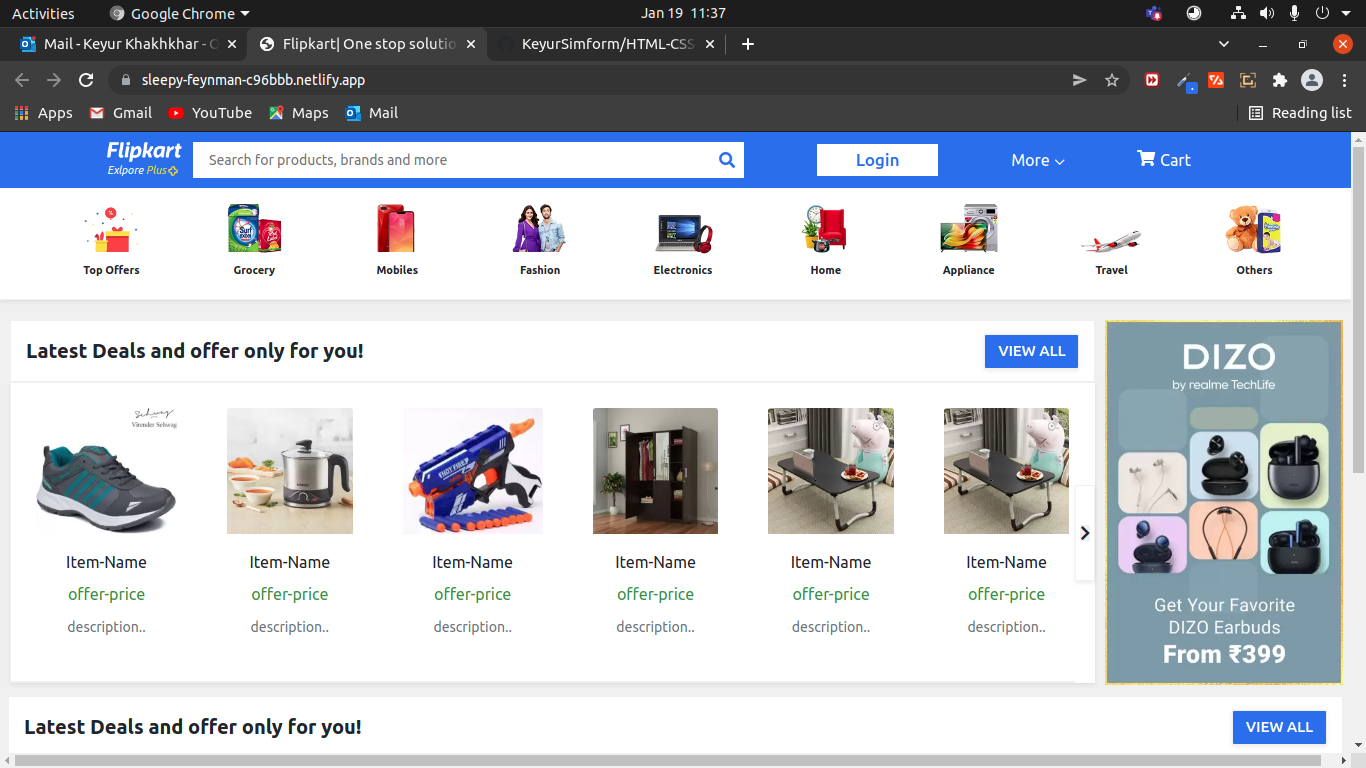 Activities Google Chrome Jan 19 11:37
Mail - Keyur Khakhkhar - O Flipkart| One stop solutio KeyurSimform/HTML-CSS
sleepy-feynman-c96bbb.netlify.app
Apps Gmail YouTube Maps Mail Reading list
Flipkart
Exlpore Plus
Search for products, brands and more
Login
More
Cart
Top Offers Grocery Mobiles Fashion Electronics Home Appliance Travel Others
Latest Deals and offer only for you!
VIEW ALL
Sehwag
Virender Sehwag
Item-Name Item-Name Item-Name Item-Name Item-Name Item-Name
offer-price offer-price offer-price offer-price offer-price offer-price
description.. description.. description.. description.. description.. description..
DIZO
by realme TechLife
Get Your Favorite
DIZO Earbuds
From ₹399
Latest Deals and offer only for you!
VIEW ALL